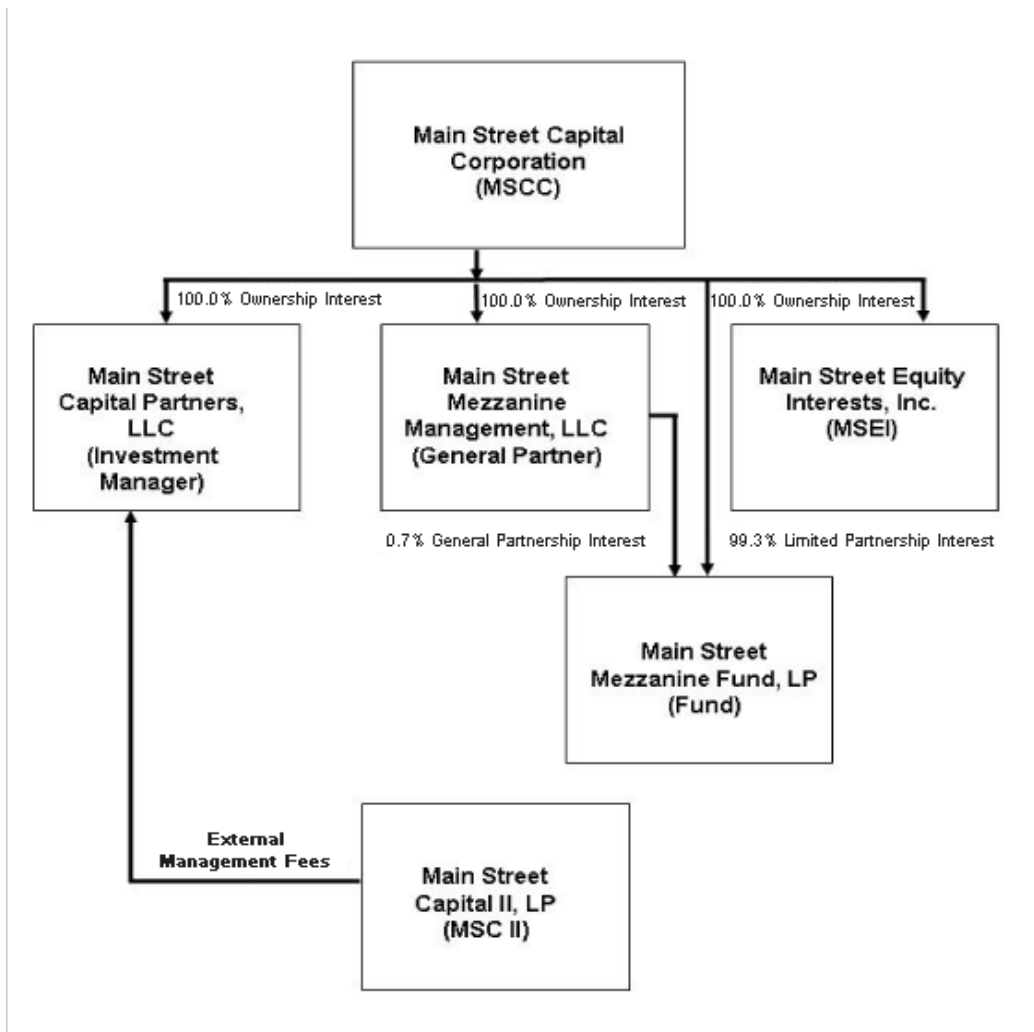 Main Street Capital
Corporation
(MSCC)
100.0% Ownership Interest
100.0% Ownership Interest
100.0% Ownership Interest
Main Street
Capital Partners,
LLC
(Investment
Manager)
Main Street
Mezzanine
Management, LLC
(General Partner)
Main Street Equity
Interests, Inc.
(MSEI)
0.7% General Partnership Interest
99.3% Limited Partnership Interest
Main Street
Mezzanine Fund, LP
(Fund)
External
Management Fees
Main Street
Capital II, LP
(MSC II)